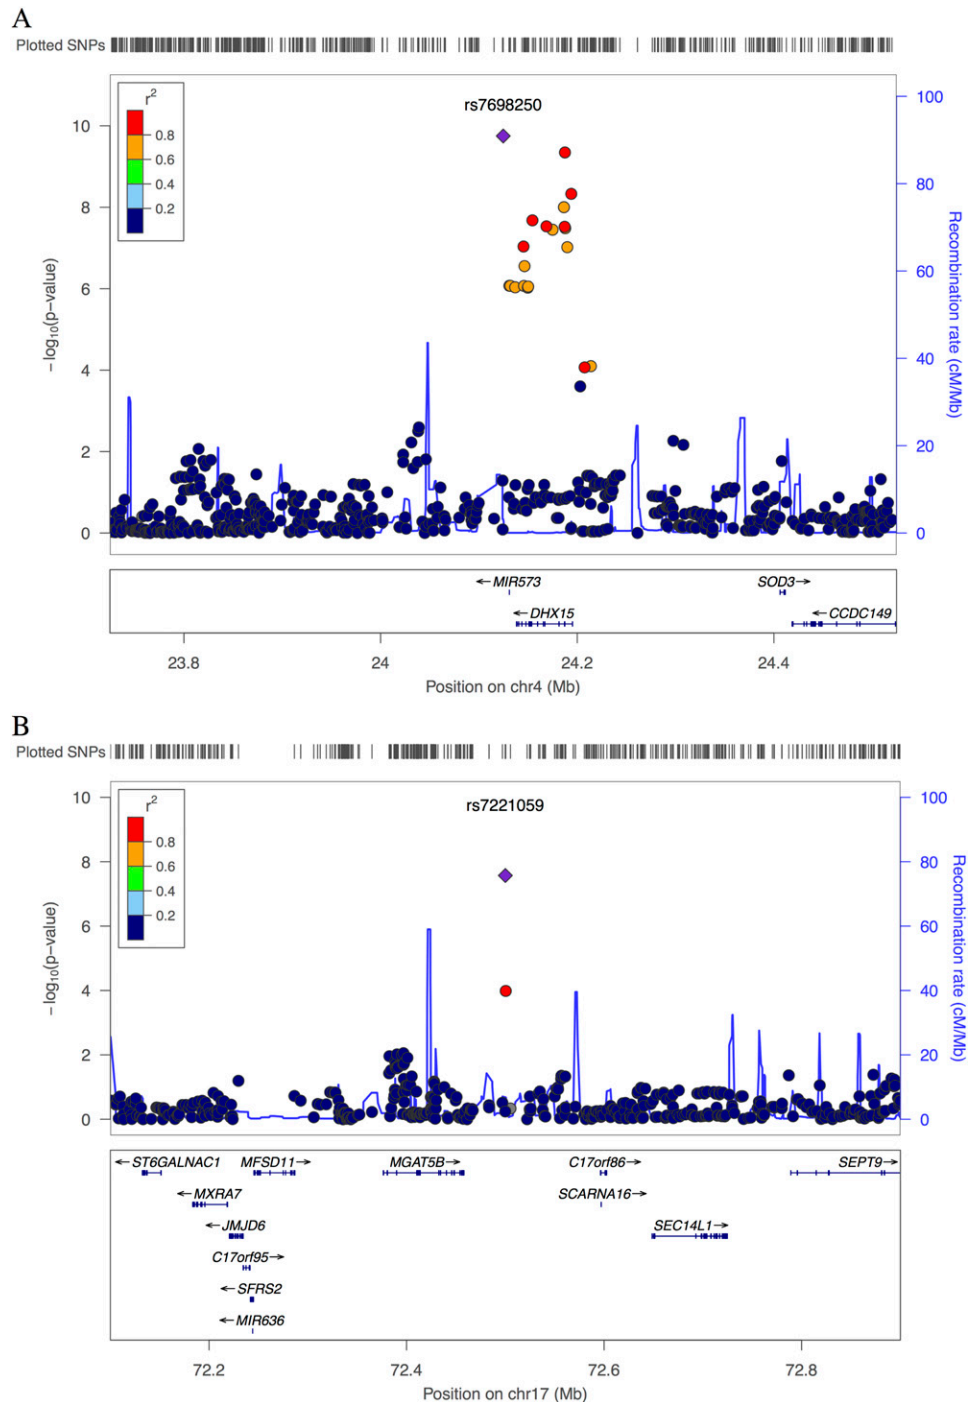 A
Plotted SNPs
rs7698250
r²
0.8
0.6
0.4
0.2
10
8
6
4
2
0
−log₁₀(p−value)
100
80
60
40
20
0
Recombination rate (cM/Mb)
←MIR573
SOD3→
←DHX15
←CCDC149
23.8 24 24.2 24.4
Position on chr4 (Mb)
B
Plotted SNPs
rs7221059
r²
0.8
0.6
0.4
0.2
10
8
6
4
2
0
−log₁₀(p−value)
100
80
60
40
20
0
Recombination rate (cM/Mb)
←ST6GALNAC1 MFSD11→ MGAT5B→ C17orf86→ SEPT9→
←MXRA7 SCARNA16→
←JMJD6 SEC14L1→
C17orf95→
←SFRS2
←MIR636
72.2 72.4 72.6 72.8
Position on chr17 (Mb)